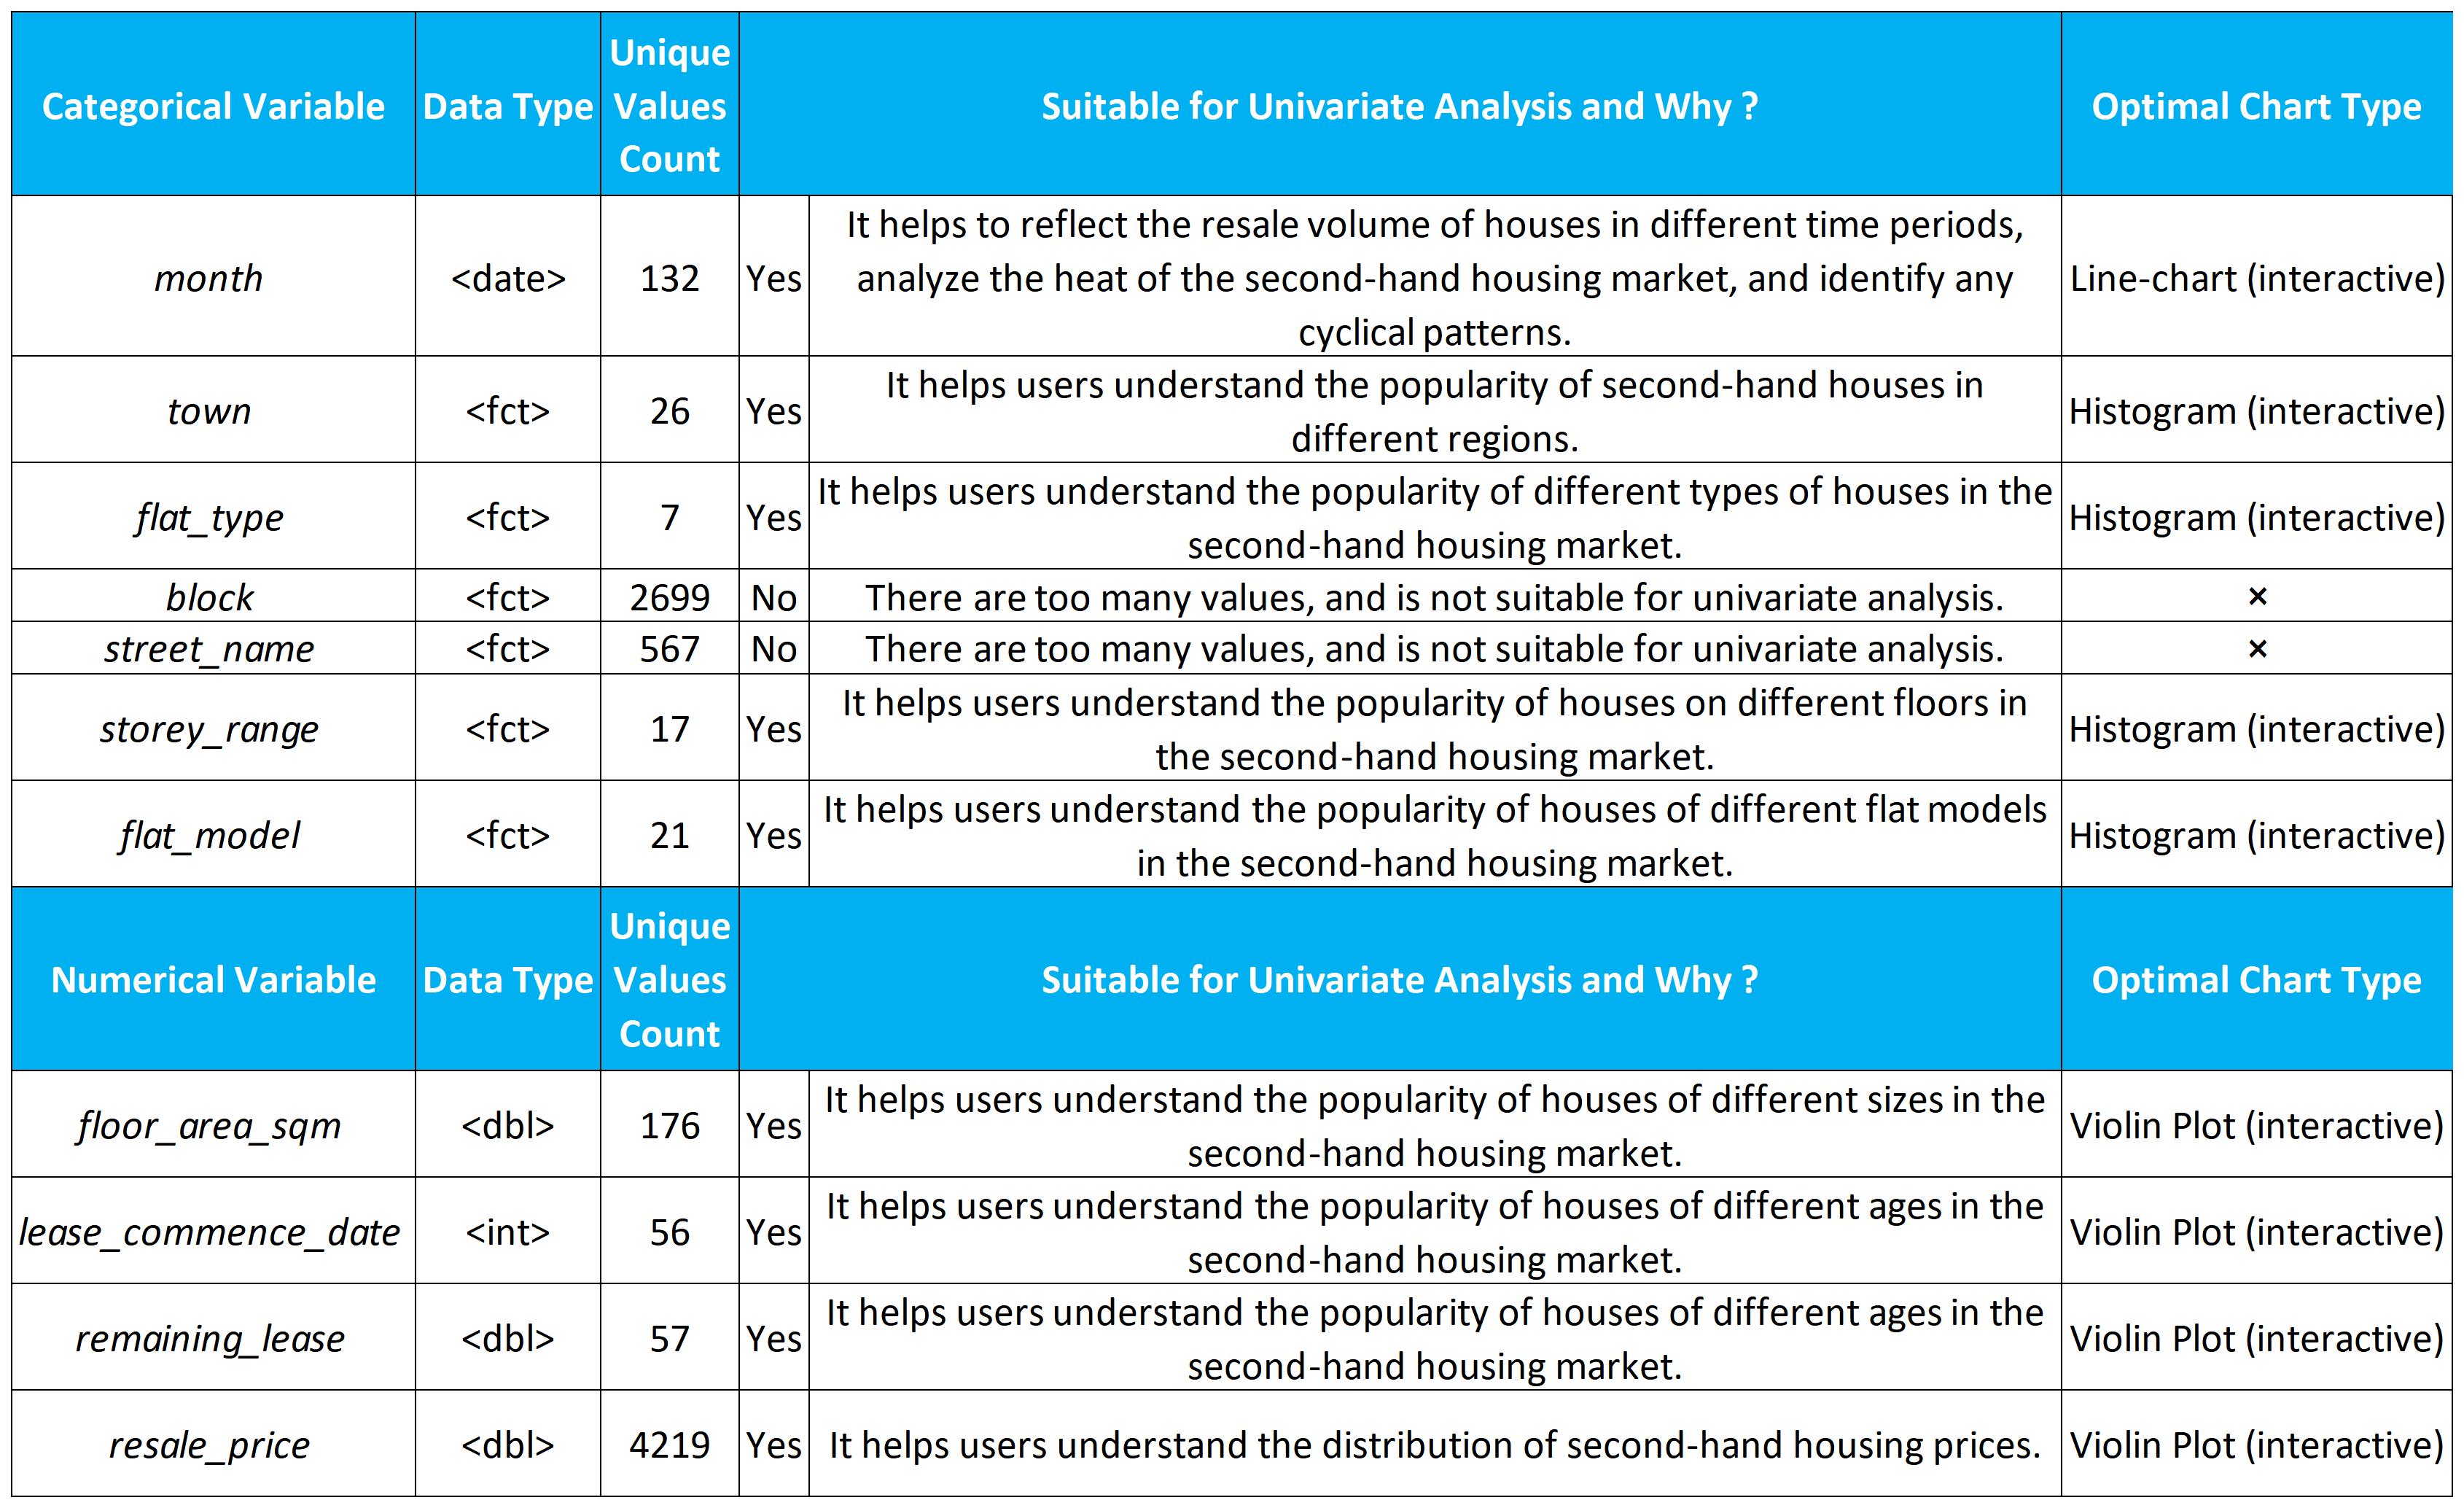 Categorical Variable Data Type Unique Values Count Suitable for Univariate Analysis and Why ? Optimal Chart Type
month <date> 132 Yes It helps to reflect the resale volume of houses in different time periods,
analyze the heat of the second-hand housing market, and identify any
cyclical patterns. Line-chart (interactive)
town <fct> 26 Yes It helps users understand the popularity of second-hand houses in
different regions. Histogram (interactive)
flat_type <fct> 7 Yes It helps users understand the popularity of different types of houses in the
second-hand housing market. Histogram (interactive)
block <fct> 2699 No There are too many values, and is not suitable for univariate analysis. ×
street_name <fct> 567 No There are too many values, and is not suitable for univariate analysis. ×
storey_range <fct> 17 Yes It helps users understand the popularity of houses on different floors in
the second-hand housing market. Histogram (interactive)
flat_model <fct> 21 Yes It helps users understand the popularity of houses of different flat models
in the second-hand housing market. Histogram (interactive)
Numerical Variable Data Type Unique Values Count Suitable for Univariate Analysis and Why ? Optimal Chart Type
floor_area_sqm <dbl> 176 Yes It helps users understand the popularity of houses of different sizes in the
second-hand housing market. Violin Plot (interactive)
lease_commence_date <int> 56 Yes It helps users understand the popularity of houses of different ages in the
second-hand housing market. Violin Plot (interactive)
remaining_lease <dbl> 57 Yes It helps users understand the popularity of houses of different ages in the
second-hand housing market. Violin Plot (interactive)
resale_price <dbl> 4219 Yes It helps users understand the distribution of second-hand housing prices. Violin Plot (interactive)